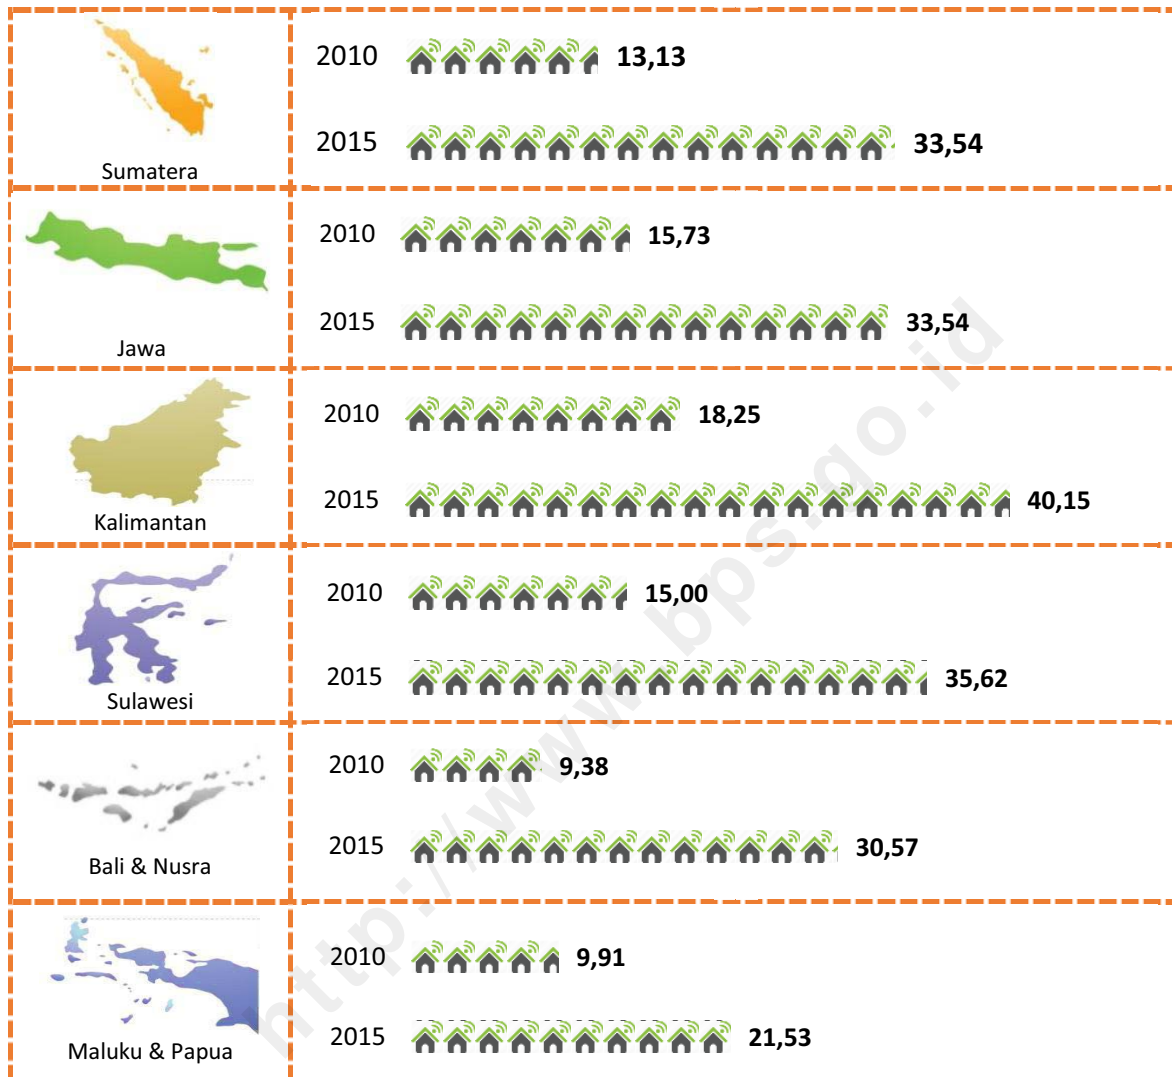 2010 13,13
2015 33,54
Sumatera
2010 15,73
2015 33,54
Jawa
2010 18,25
2015 40,15
Kalimantan
2010 15,00
2015 35,62
Sulawesi
2010 9,38
2015 30,57
Bali & Nusra
2010 9,91
2015 21,53
Maluku & Papua
http://www.bps.go.id